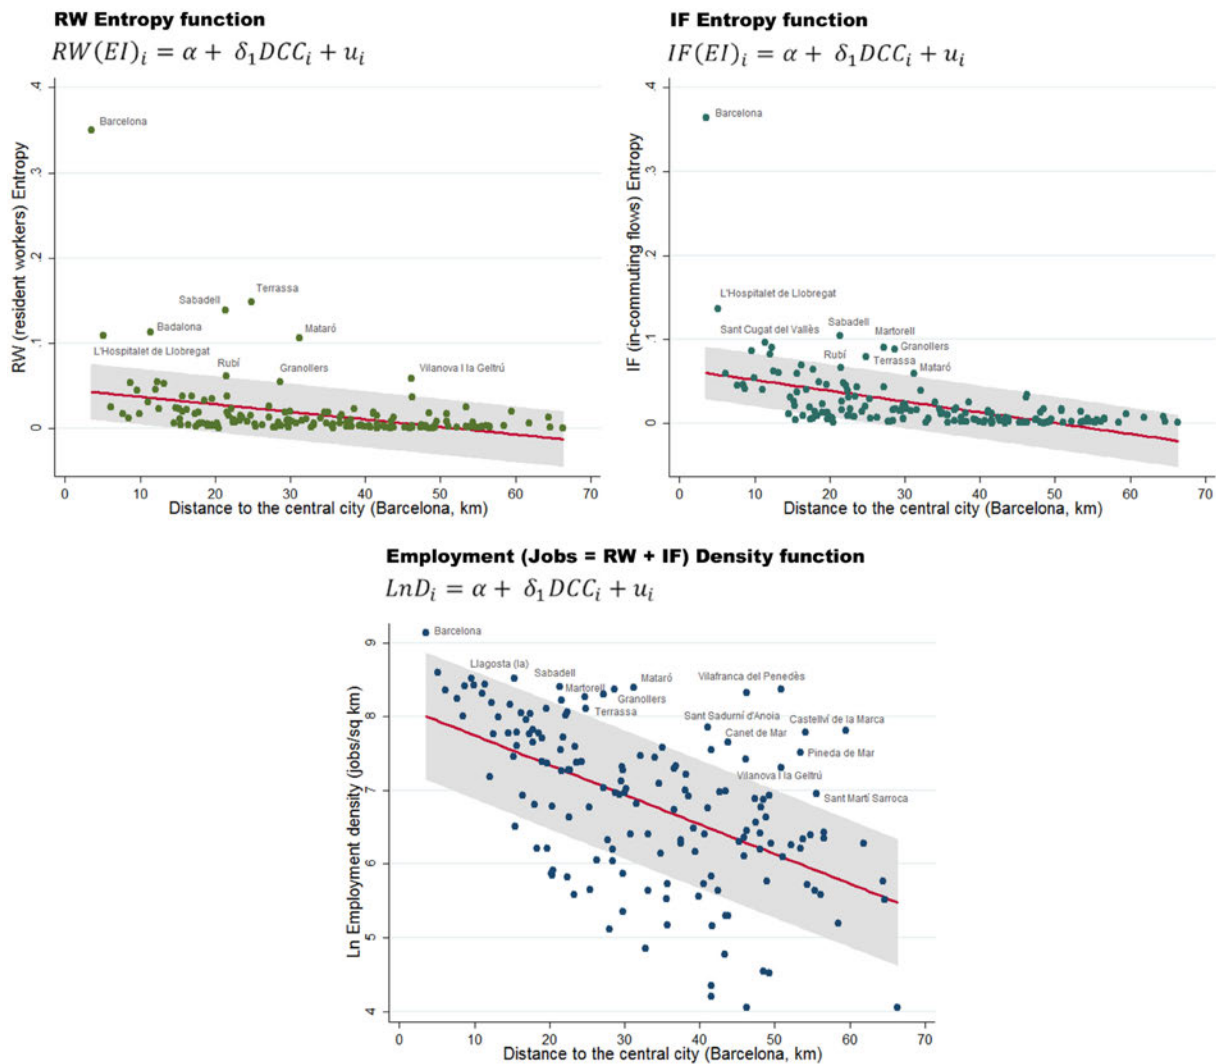 RW Entropy function
RW(EI)ᵢ = α + δ₁DCCᵢ + uᵢ
RW (resident workers) Entropy
.4
.3
.2
.1
0
Barcelona
Terrassa
Sabadell
Badalona
Mataró
L'Hospitalet de Llobregat
Rubí
Granollers
Vilanova I la Geltrú
0 10 20 30 40 50 60 70
Distance to the central city (Barcelona, km)
IF Entropy function
IF(EI)ᵢ = α + δ₁DCCᵢ + uᵢ
IF (in-commuting flows) Entropy
.4
.3
.2
.1
0
Barcelona
L'Hospitalet de Llobregat
Sant Cugat del Vallès
Sabadell
Martorell
Granollers
Rubí
Terrassa
Mataró
0 10 20 30 40 50 60 70
Distance to the central city (Barcelona, km)
Employment (Jobs = RW + IF) Density function
LnDᵢ = α + δ₁DCCᵢ + uᵢ
Ln Employment density (jobs/sq km)
9
8
7
6
5
4
Barcelona
Llagosta (la)
Sabadell
Mataró
Vilafranca del Penedès
Martorell
Granollers
Terrassa
Sant Sadurní d'Anoia
Castellví de la Marca
Canet de Mar
Pineda de Mar
Vilanova I la Geltrú
Sant Martí Sarroca
0 10 20 30 40 50 60 70
Distance to the central city (Barcelona, km)